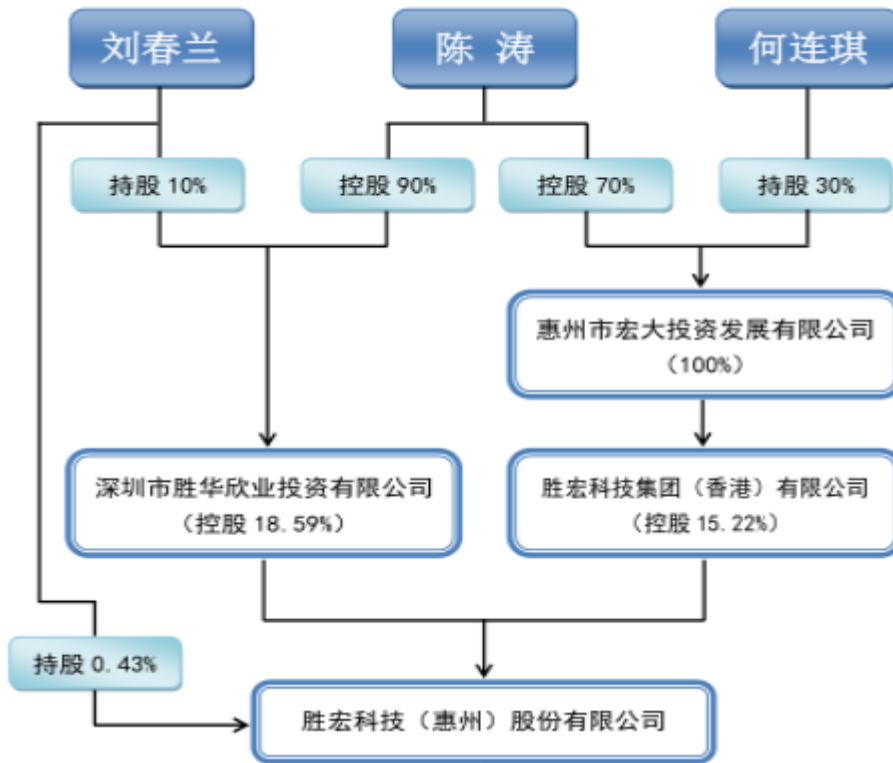 刘春兰
陈 涛
何连琪
持股 10%
控股 90%
控股 70%
持股 30%
惠州市宏大投资发展有限公司
（100%）
深圳市胜华欣业投资有限公司
（控股 18.59%）
胜宏科技集团（香港）有限公司
（控股 15.22%）
持股 0.43%
胜宏科技（惠州）股份有限公司